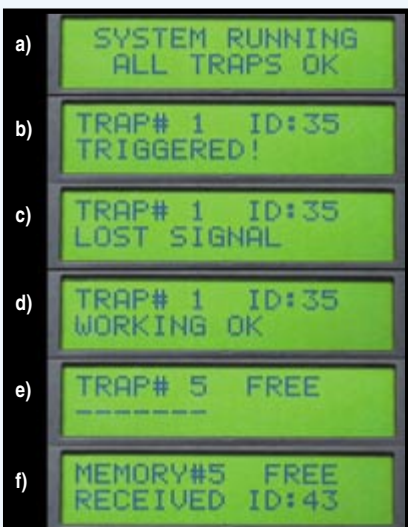 a) SYSTEM RUNNING
ALL TRAPS OK
b) TRAP# 1 ID:35
TRIGGERED!
c) TRAP# 1 ID:35
LOST SIGNAL
d) TRAP# 1 ID:35
WORKING OK
e) TRAP# 5 FREE
-------
f) MEMORY#5 FREE
RECEIVED ID:43